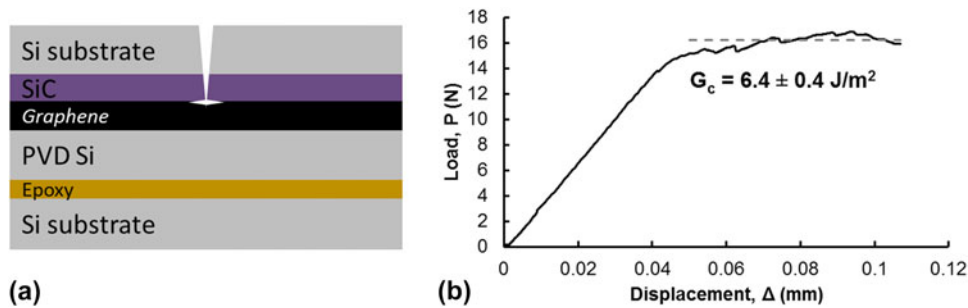 Si substrate
SiC
Graphene
PVD Si
Epoxy
Si substrate
(a)
(b)
Load, P (N)
18
16
14
12
10
8
6
4
2
0
G_c = 6.4 ± 0.4 J/m²
0 0.02 0.04 0.06 0.08 0.1 0.12
Displacement, Δ (mm)